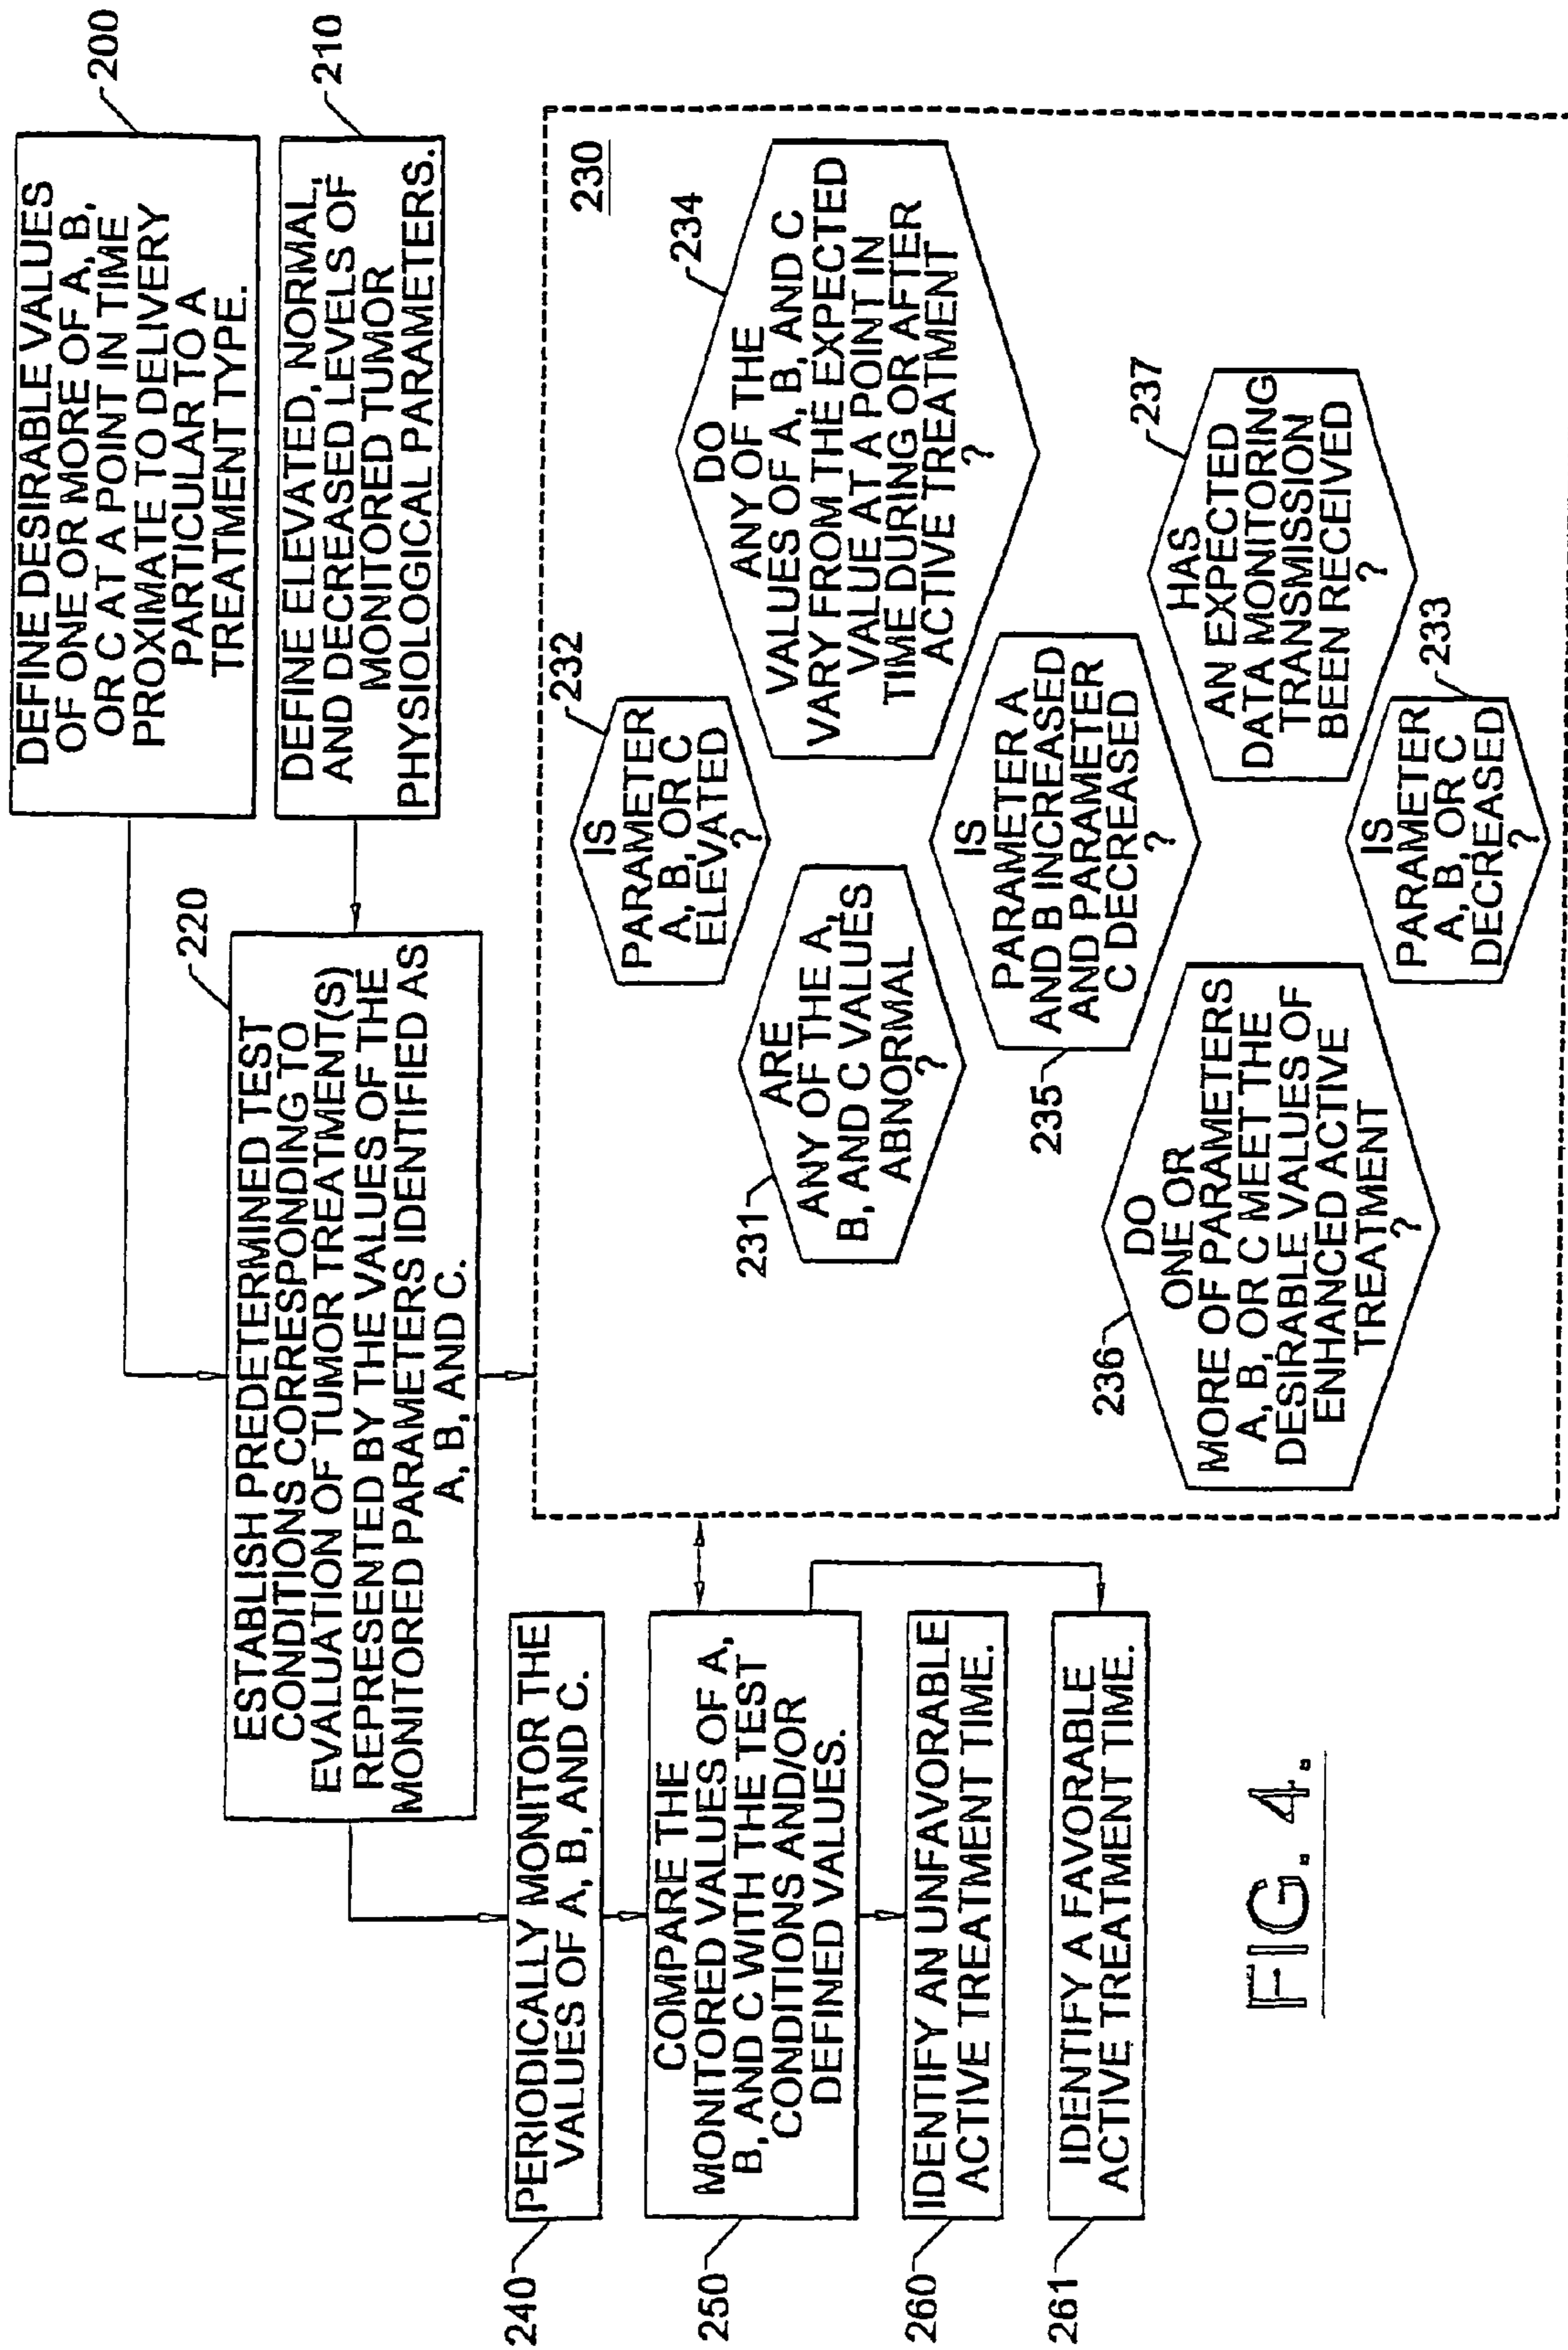 DEFINE DESIRABLE VALUES
OF ONE OR MORE OF A, B,
OR C AT A POINT IN TIME
PROXIMATE TO DELIVERY
PARTICULAR TO A
TREATMENT TYPE.
200
DEFINE ELEVATED, NORMAL,
AND DECREASED LEVELS OF
MONITORED TUMOR
PHYSIOLOGICAL PARAMETERS.
210
220
ESTABLISH PREDETERMINED TEST
CONDITIONS CORRESPONDING TO
EVALUATION OF TUMOR TREATMENT(S)
REPRESENTED BY THE VALUES OF THE
MONITORED PARAMETERS IDENTIFIED AS
A, B, AND C.
240
PERIODICALLY MONITOR THE
VALUES OF A, B, AND C.
250
COMPARE THE
MONITORED VALUES OF A,
B, AND C WITH THE TEST
CONDITIONS AND/OR
DEFINED VALUES.
260
IDENTIFY AN UNFAVORABLE
ACTIVE TREATMENT TIME.
261
IDENTIFY A FAVORABLE
ACTIVE TREATMENT TIME.
230
231
ARE
ANY OF THE A,
B, AND C VALUES
ABNORMAL
?
232
IS
PARAMETER
A, B, OR C
ELEVATED
?
234
DO
ANY OF THE
VALUES OF A, B, AND C
VARY FROM THE EXPECTED
VALUE AT A POINT IN
TIME DURING OR AFTER
ACTIVE TREATMENT
?
235
IS
PARAMETER A
AND B INCREASED
AND PARAMETER
C DECREASED
?
236
DO
ONE OR
MORE OF PARAMETERS
A, B, OR C MEET THE
DESIRABLE VALUES OF
ENHANCED ACTIVE
TREATMENT
?
237
HAS
AN EXPECTED
DATA MONITORING
TRANSMISSION
BEEN RECEIVED
?
233
IS
PARAMETER
A, B, OR C
DECREASED
?
FIG. 4.